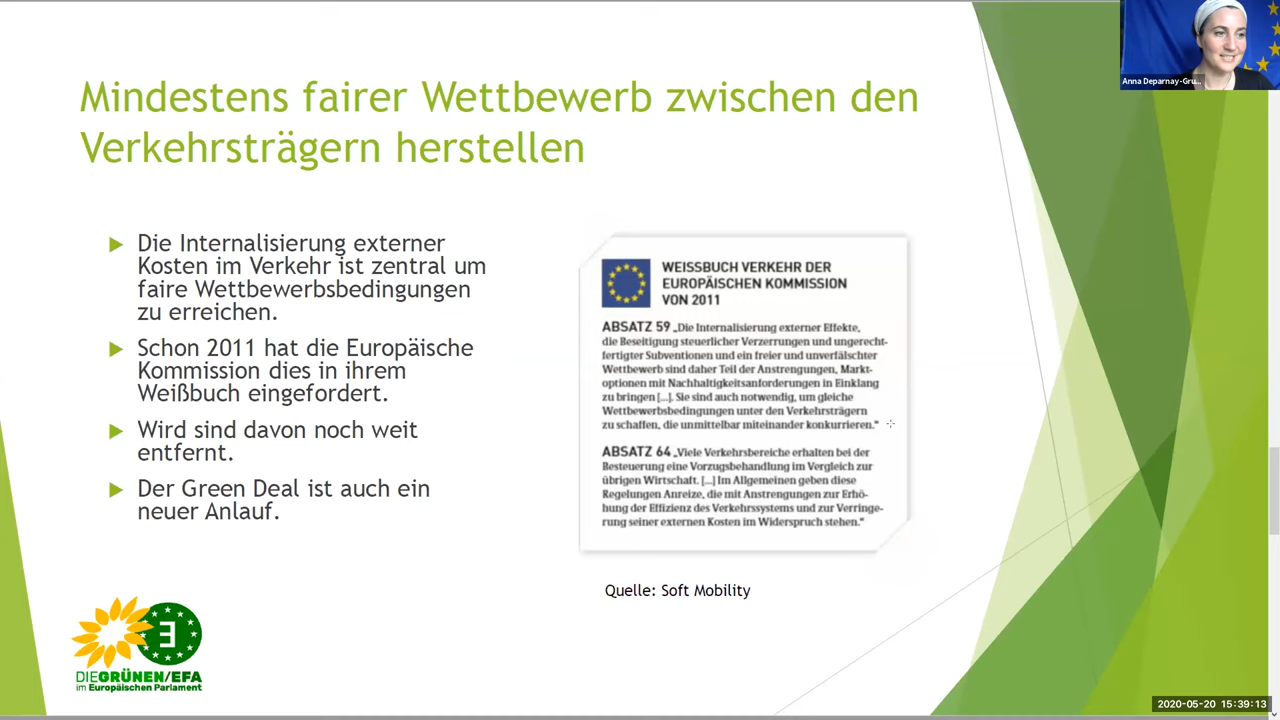 Mindestens fairer Wettbewerb zwischen den
Verkehrsträgern herstellen
Anna Deparnay-Gru...
Die Internalisierung externer
Kosten im Verkehr ist zentral um
faire Wettbewerbsbedingungen
zu erreichen.
Schon 2011 hat die Europäische
Kommission dies in ihrem
Weißbuch eingefordert.
Wird sind davon noch weit
entfernt.
Der Green Deal ist auch ein
neuer Anlauf.
WEISSBUCH VERKEHR DER
EUROPÄISCHEN KOMMISSION
VON 2011
ABSATZ 59 „Die Internalisierung externer Effekte,
die Beseitigung steuerlicher Verzerrungen und ungerecht-
fertigter Subventionen und ein freier und unverfälschter
Wettbewerb sind daher Teil der Anstrengungen, Markt-
optionen mit Nachhaltigkeitsanforderungen in Einklang
zu bringen [...]. Sie sind auch notwendig, um gleiche
Wettbewerbsbedingungen unter den Verkehrsträgern
zu schaffen, die unmittelbar miteinander konkurrieren.“
ABSATZ 64 „Viele Verkehrsbereiche erhalten bei der
Besteuerung eine Vorzugsbehandlung im Vergleich zur
übrigen Wirtschaft. [...] Im Allgemeinen geben diese
Regelungen Anreize, die mit Anstrengungen zur Erhö-
hung der Effizienz des Verkehrssystems und zur Verringe-
rung seiner externen Kosten im Widerspruch stehen.“
Quelle: Soft Mobility
DIE GRÜNEN/EFA
im Europäischen Parlament
2020-05-20 15:39:13